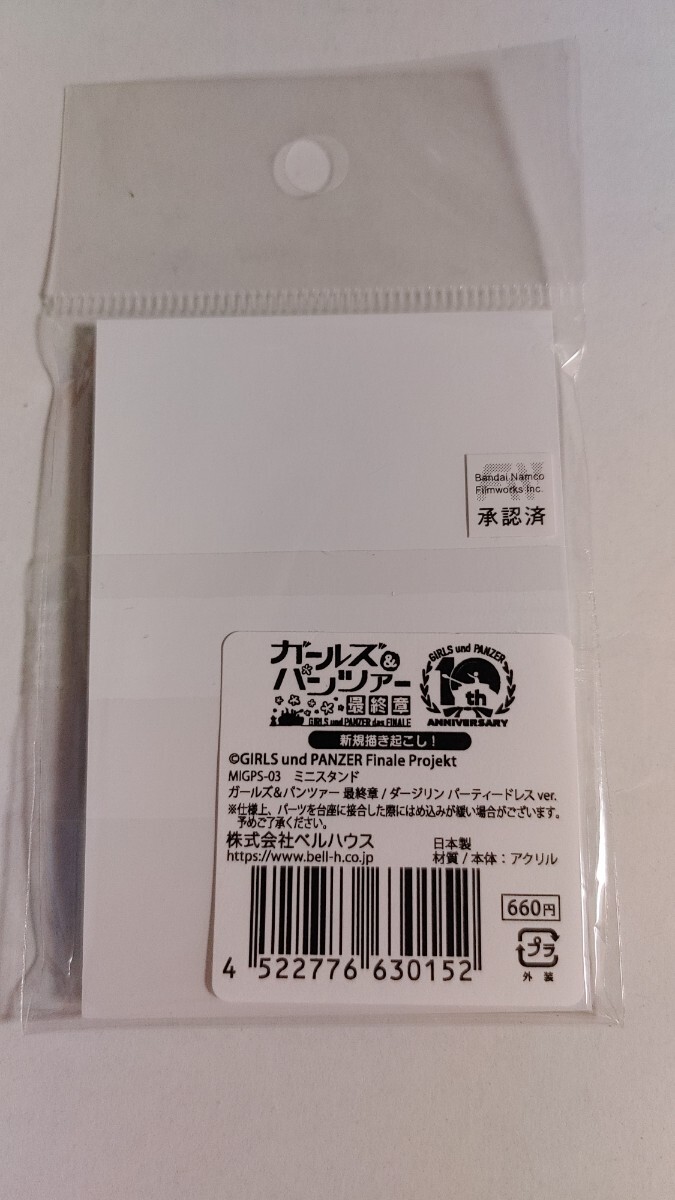 Bandai Namco
Filmworks Inc.
承認済
ガールズ&
パンツァー
最終章
GIRLS und PANZER das FINALE
GIRLS und PANZER
10th
ANNIVERSARY
新規描き起こし！
©GIRLS und PANZER Finale Projekt
MIGPS-03 ミニスタンド
ガールズ&パンツァー 最終章 / ダージリン パーティードレス ver.
※仕様上、パーツを台座に接合した際にはめ込みが緩い場合がございます。
予めご了承ください。
株式会社ベルハウス
日本製
https://www.bell-h.co.jp
材質 / 本体：アクリル
660円
プラ
外装
4 522776 630152